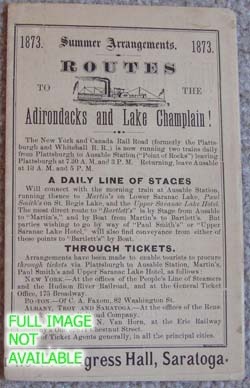 1873. Summer Arrangements. 1873.
ROUTES
TO THE
Adirondacks and Lake Champlain!
The New York and Canada Rail Road (formerly the Platts-
burgh and Whitehall R. R.,) is now running two trains daily
from Plattsburgh to Ausable Station ("Point of Rocks") leaving
Plattsburgh at 7.30 A. M. and 3 P. M. Returning, leave Ausable
at 10 A. M. and 5 P. M.
A DAILY LINE OF STAGES
Will connect with the morning train at Ausable Station,
running thence to Martin's on Lower Saranac Lake, Paul
Smith's on St. Regis Lake, and the Upper Saranac Lake Hotel.
The most direct route to "Bartlett's" is by Stage from Ausable
to "Martin's," and by Boat from Martin's to Bartlett's. But
parties wishing to go by way of "Paul Smith's" or "Upper
Saranac Lake Hotel," will also find conveyance from either of
these points to "Bartlett's" by Boat.
THROUGH TICKETS.
Arrangements have been made to enable tourists to procure
through tickets via Plattsburgh to Ausable Station, Martin's,
Paul Smith's and Upper Saranac Lake Hotel, as follows:
NEW YORK.—At the offices of the People's Line of Steamers
and the Hudson River Railroad, and at the General Ticket
Office, 175 Broadway.
BOSTON.—Of C. A. Faxon, 82 Washington St.
ALBANY, TROY AND SARATOGA.—At the offices of the Rens-
and Company.
N. Van Horn, at the Erie Railway
General Street.
of Ticket Agents generally, in all the principal cities.
gress Hall, Saratoga.
FULL IMAGE
NOT
AVAILABLE